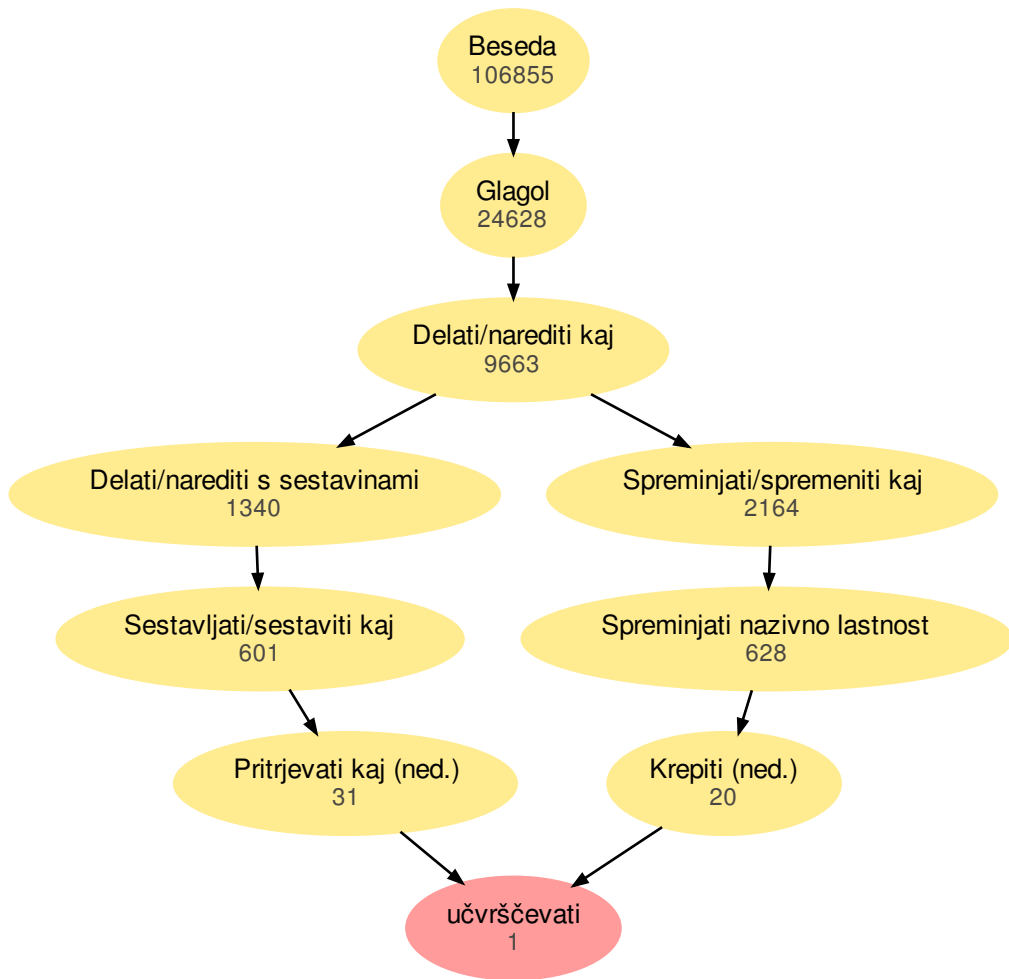 Beseda
106855
Glagol
24628
Delati/narediti kaj
9663
Delati/narediti s sestavinami
1340
Spreminjati/spremeniti kaj
2164
Sestavljati/sestaviti kaj
601
Spreminjati nazivno lastnost
628
Pritrjevati kaj (ned.)
31
Krepiti (ned.)
20
učvrščevati
1